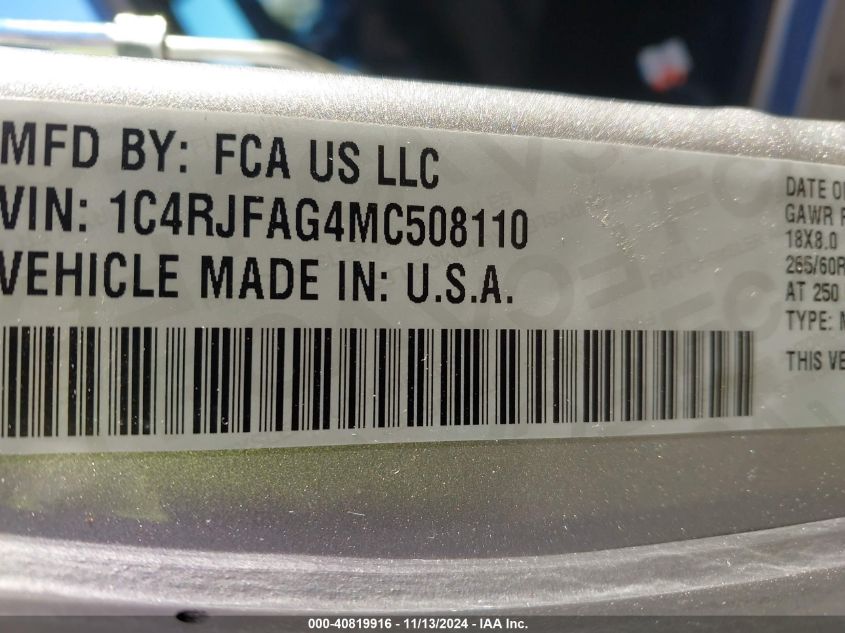 MFD BY: FCA US LLC
VIN: 1C4RJFAG4MC508110
VEHICLE MADE IN: U.S.A.
DATE O
GAWR
18X8.0
265/60R
AT 250
TYPE:
THIS VE
000-40819916 - 11/13/2024 - IAA Inc.